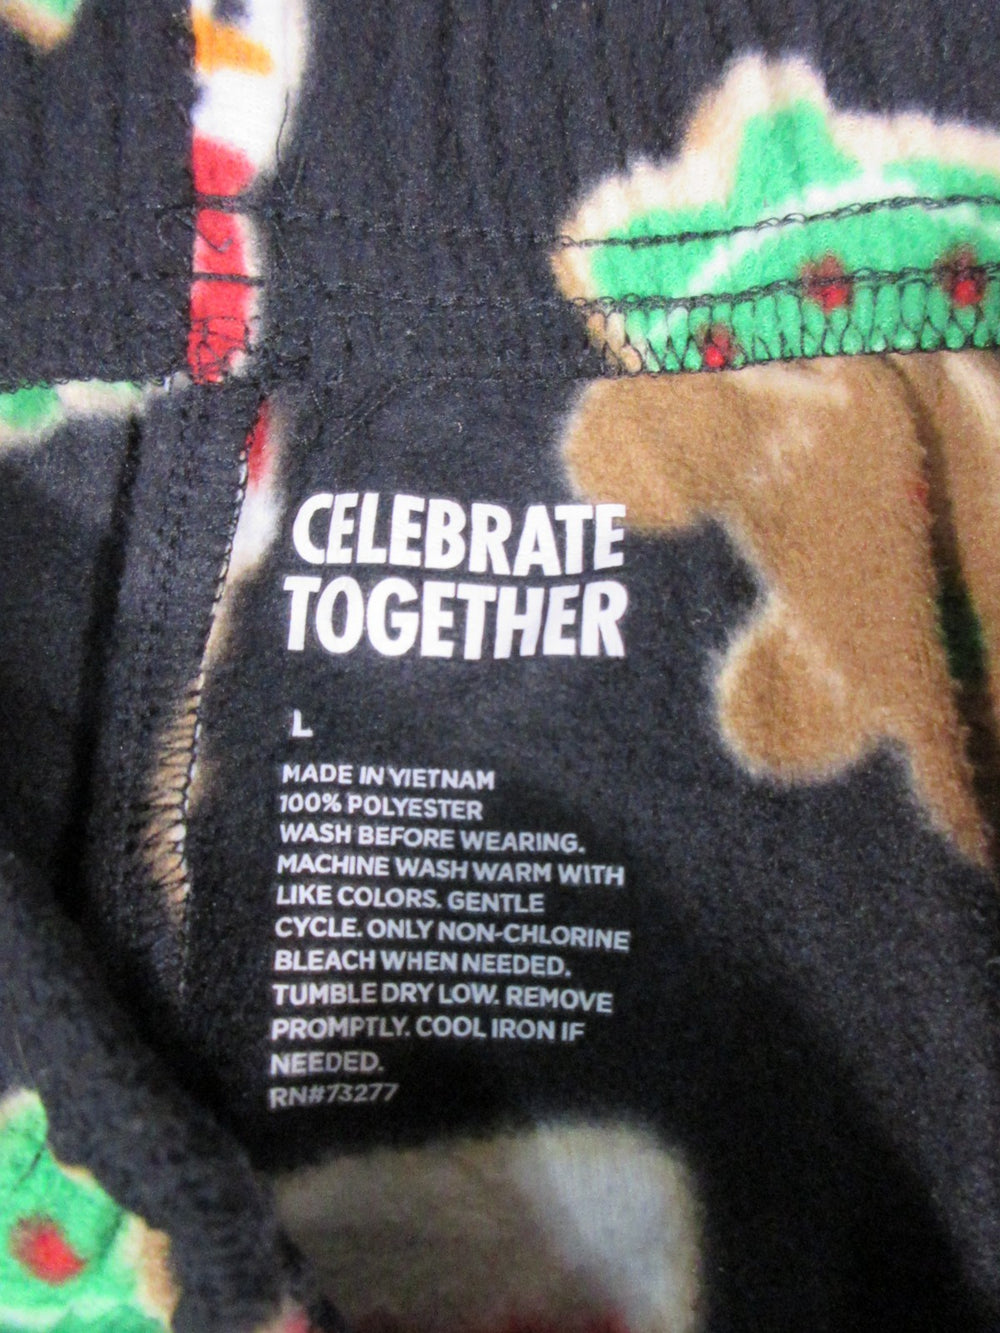 CELEBRATE
TOGETHER
L
MADE IN VIETNAM
100% POLYESTER
WASH BEFORE WEARING.
MACHINE WASH WARM WITH
LIKE COLORS. GENTLE
CYCLE. ONLY NON-CHLORINE
BLEACH WHEN NEEDED.
TUMBLE DRY LOW. REMOVE
PROMPTLY. COOL IRON IF
NEEDED.
RN#73277